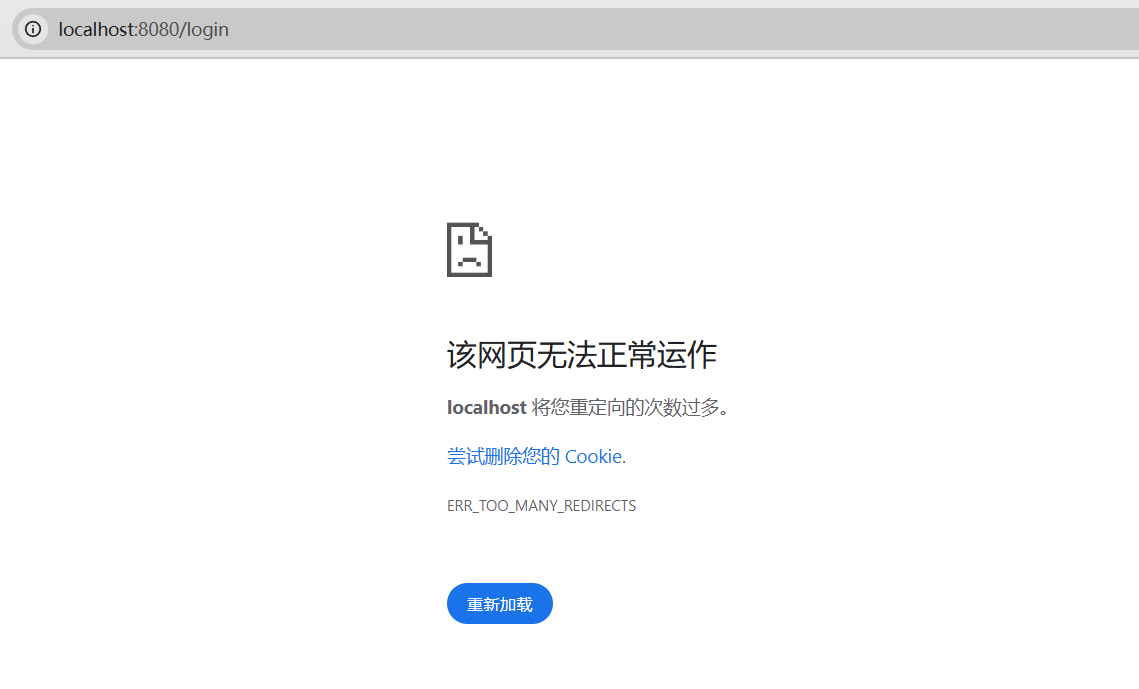 localhost:8080/login
该网页无法正常运作
localhost 将您重定向的次数过多。
尝试删除您的 Cookie.
ERR_TOO_MANY_REDIRECTS
重新加载